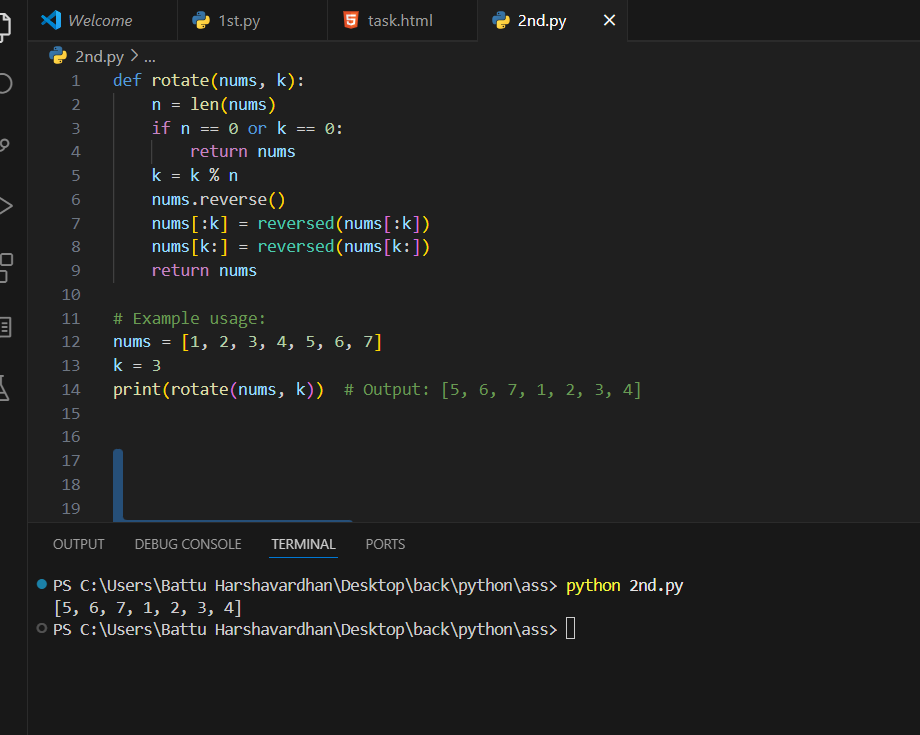 Welcome 1st.py task.html 2nd.py
2nd.py > ...
1 def rotate(nums, k):
2     n = len(nums)
3     if n == 0 or k == 0:
4         return nums
5     k = k % n
6     nums.reverse()
7     nums[:k] = reversed(nums[:k])
8     nums[k:] = reversed(nums[k:])
9     return nums
10
11 # Example usage:
12 nums = [1, 2, 3, 4, 5, 6, 7]
13 k = 3
14 print(rotate(nums, k))  # Output: [5, 6, 7, 1, 2, 3, 4]
15
16
17
18
19
OUTPUT DEBUG CONSOLE TERMINAL PORTS
PS C:\Users\Battu Harshavardhan\Desktop\back\python\ass> python 2nd.py
[5, 6, 7, 1, 2, 3, 4]
PS C:\Users\Battu Harshavardhan\Desktop\back\python\ass>